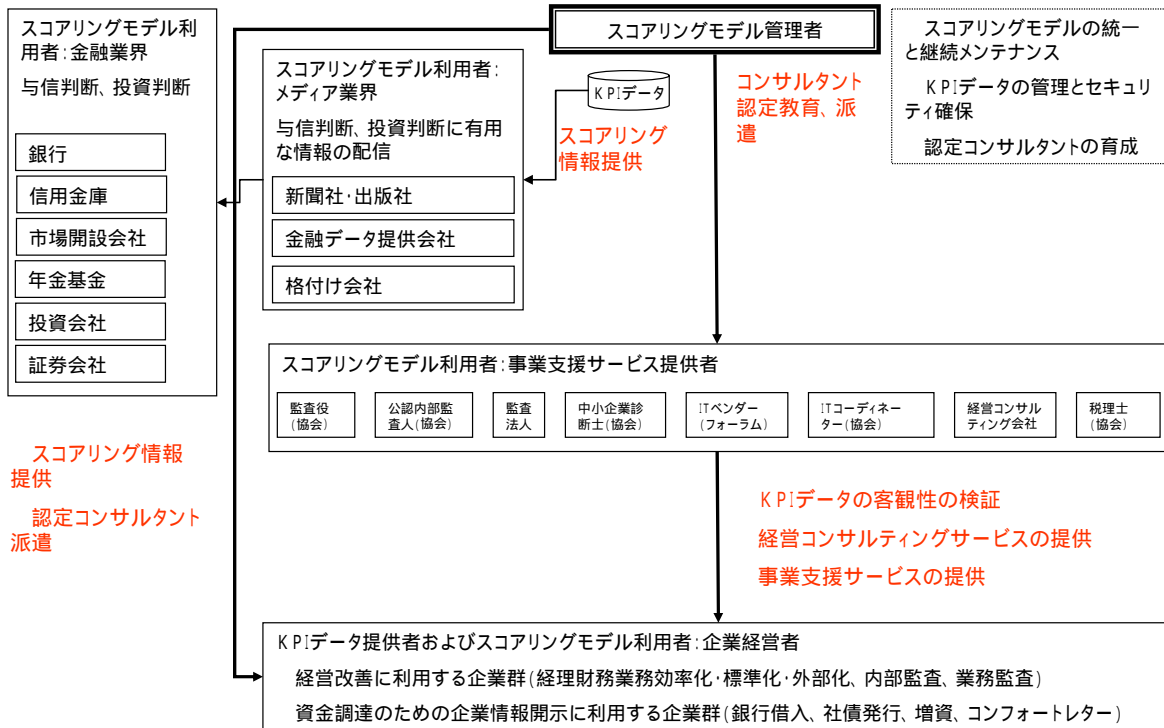 スコアリングモデル利
用者:金融業界
与信判断、投資判断
銀行
信用金庫
市場開設会社
年金基金
投資会社
証券会社
スコアリング情報
提供
認定コンサルタント
派遣
スコアリングモデル利用者:
メディア業界
与信判断、投資判断に有用
な情報の配信
新聞社・出版社
金融データ提供会社
格付け会社
スコアリングモデル管理者
KPIデータ
スコアリング
情報提供
コンサルタント
認定教育、派
遣
スコアリングモデルの統一
と継続メンテナンス
KPIデータの管理とセキュリ
ティ確保
認定コンサルタントの育成
スコアリングモデル利用者:事業支援サービス提供者
監査役
(協会)
公認内部監
査人(協会)
監査
法人
中小企業診
断士(協会)
ITベンダー
(フォーラム)
ITコーディネー
ター(協会)
経営コンサル
ティング会社
税理士
(協会)
KPIデータの客観性の検証
経営コンサルティングサービスの提供
事業支援サービスの提供
KPIデータ提供者およびスコアリングモデル利用者:企業経営者
経営改善に利用する企業群(経理財務業務効率化・標準化・外部化、内部監査、業務監査)
資金調達のための企業情報開示に利用する企業群(銀行借入、社債発行、増資、コンフォートレター)